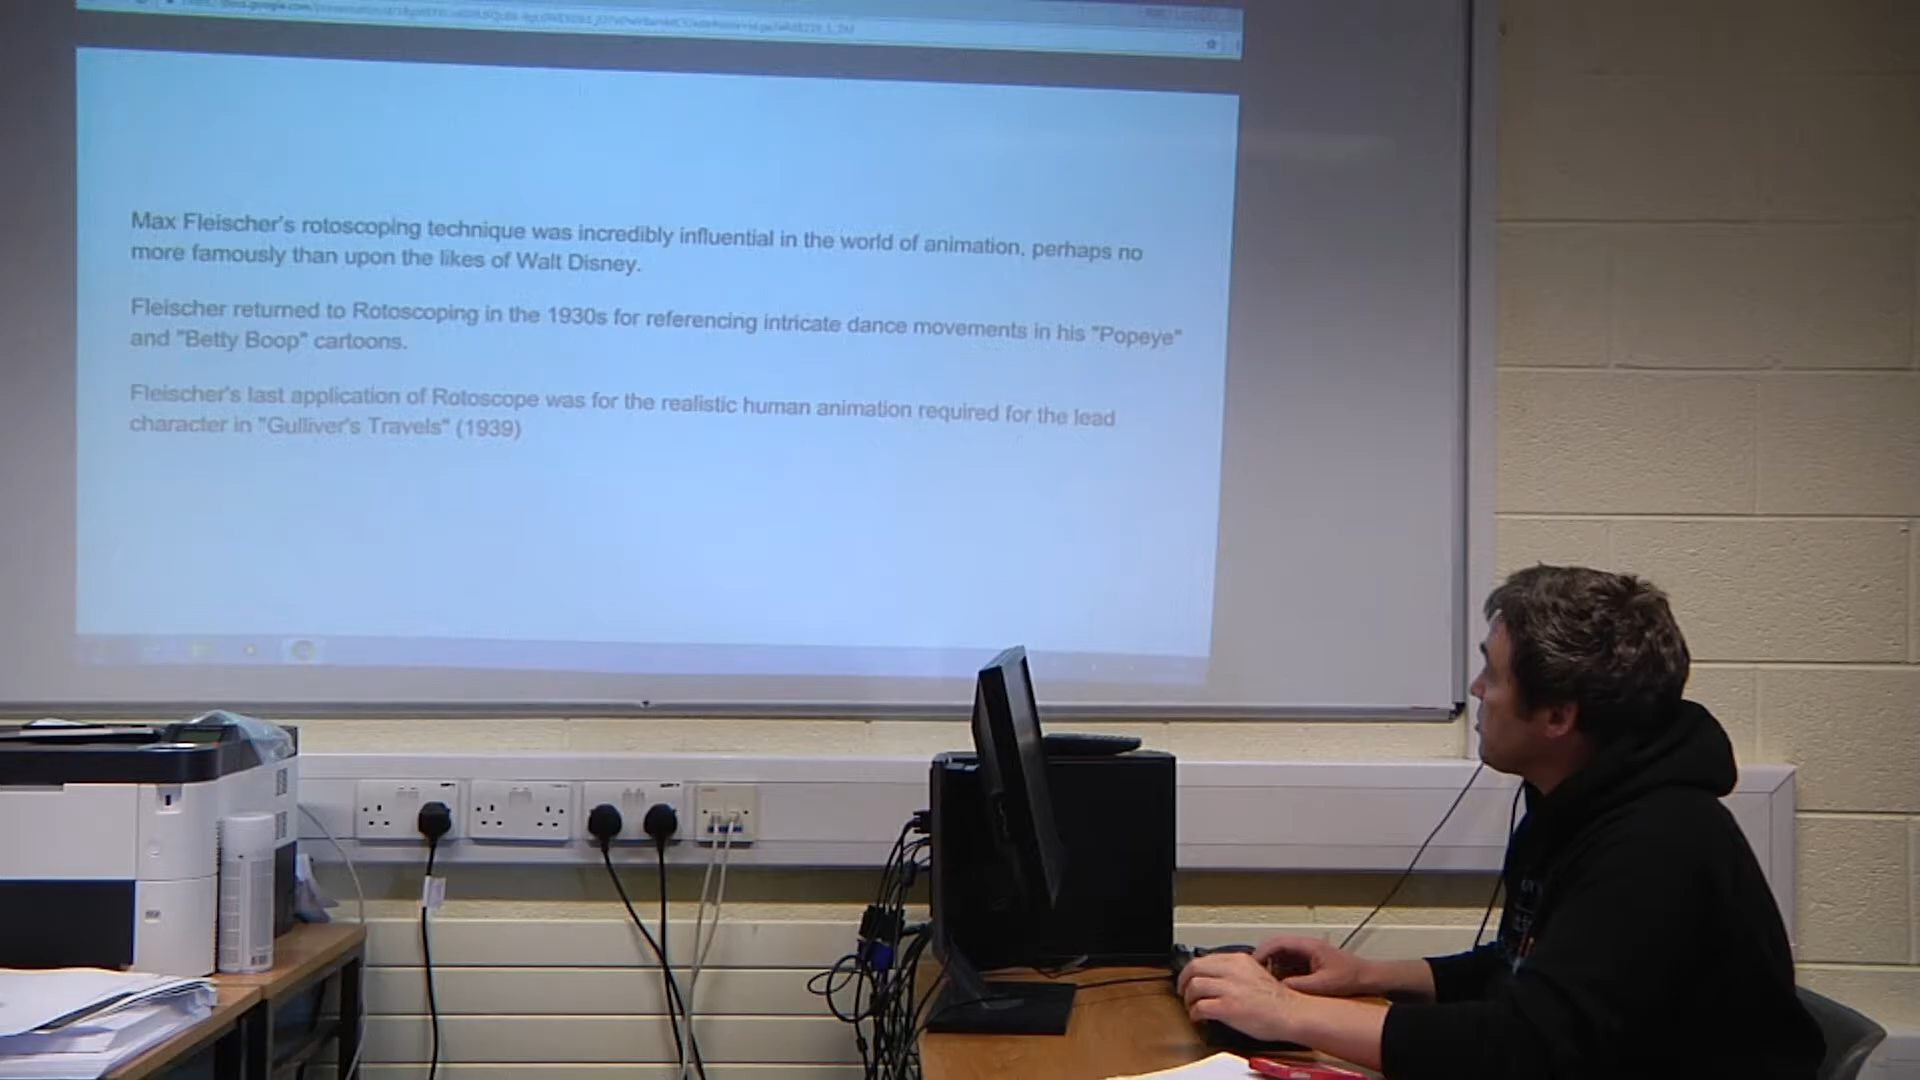 Max Fleischer's rotoscoping technique was incredibly influential in the world of animation, perhaps no
more famously than upon the likes of Walt Disney.
Fleischer returned to Rotoscoping in the 1930s for referencing intricate dance movements in his "Popeye"
and "Betty Boop" cartoons.
Fleischer's last application of Rotoscope was for the realistic human animation required for the lead
character in "Gulliver's Travels" (1939)